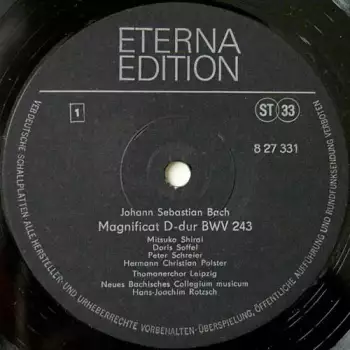 ETERNA
EDITION
1
ST 33
8 27 331
Johann Sebastian Bach
Magnificat D-dur BWV 243
Mitsuko Shirai
Doris Soffel
Peter Schreier
Hermann Christian Polster
Thomanerchor Leipzig
Neues Bachisches Collegium musicum
Hans-Joachim Rotzsch
VEB DEUTSCHE SCHALLPLATTEN · ALLE HERSTELLER- UND URHEBERRECHTE VORBEHALTEN · ÜBERSPIELUNG, ÖFFENTLICHE AUFFÜHRUNG UND RUNDFUNKSENDUNG VERBOTEN